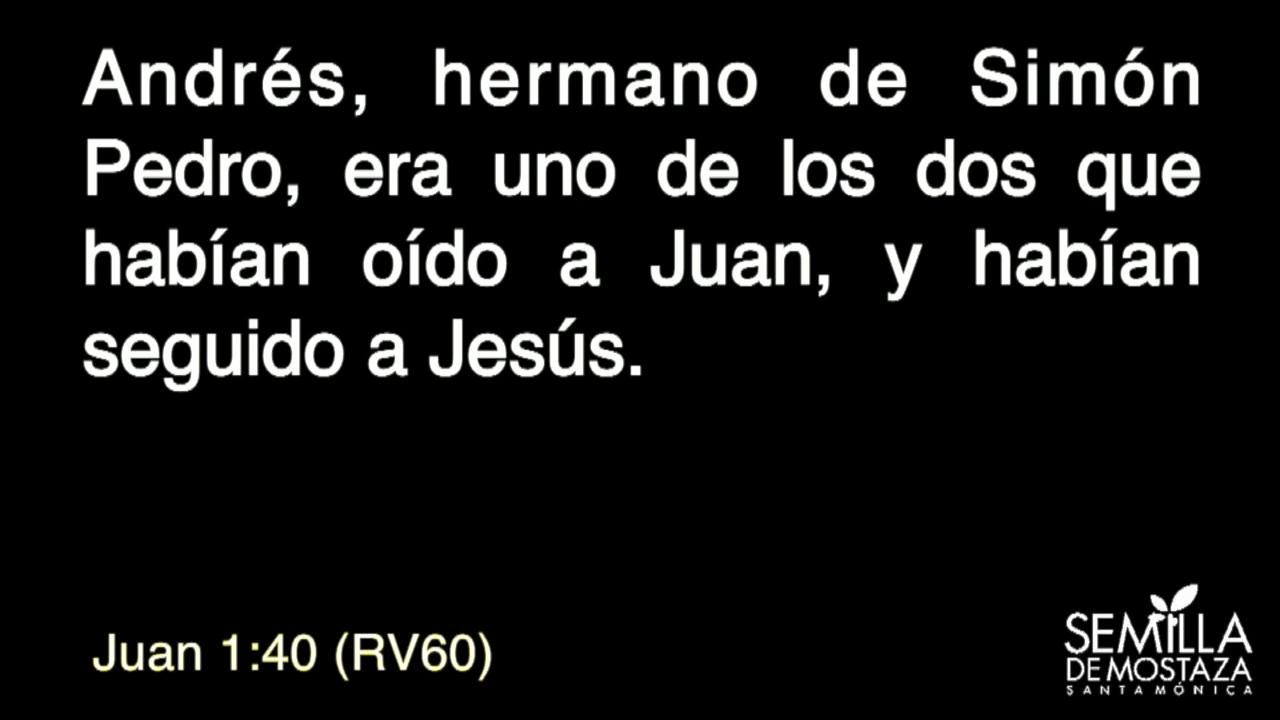 Andrés, hermano de Simón
Pedro, era uno de los dos que
habían oído a Juan, y habían
seguido a Jesús.
Juan 1:40 (RV60)
SEMILLA
DE MOSTAZA
SANTA MÓNICA